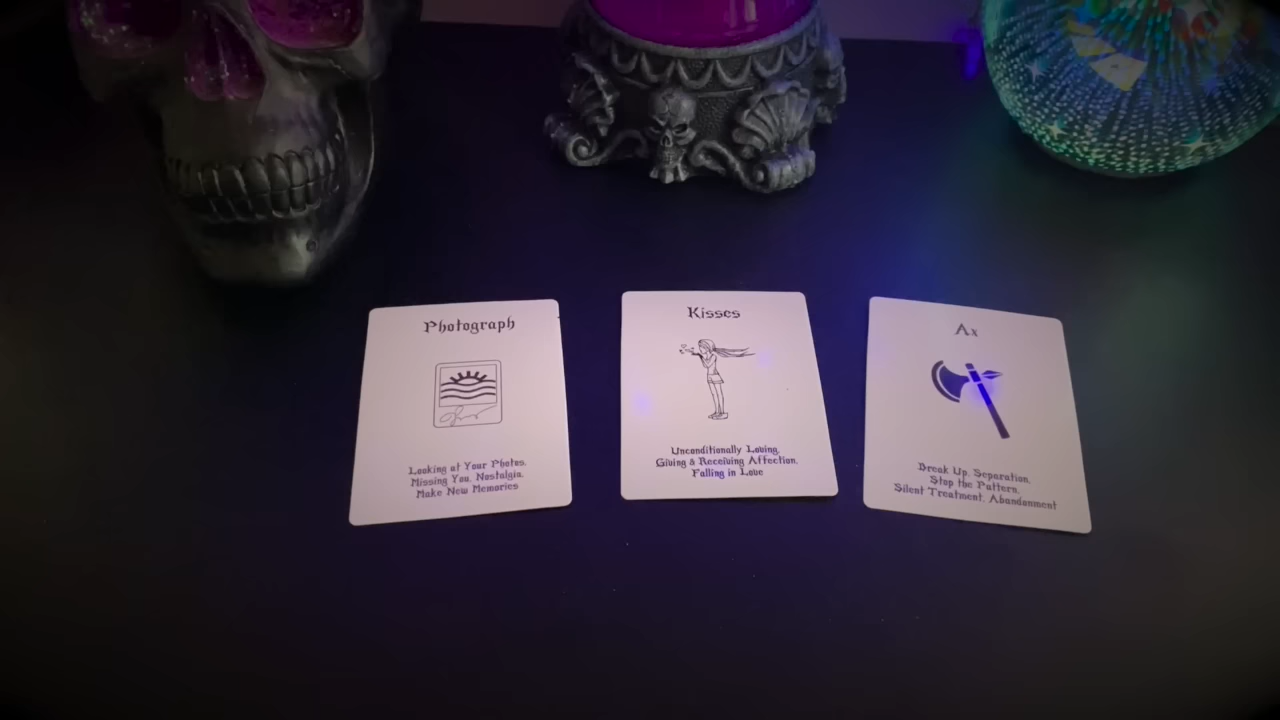 Photograph
Looking at Your Photos,
Missing You, Nostalgia,
Make New Memories
Kisses
Unconditionally Loving,
Giving & Receiving Affection,
Falling in Love
Ax
Break Up, Separation,
Stop the Pattern,
Silent Treatment, Abandonment